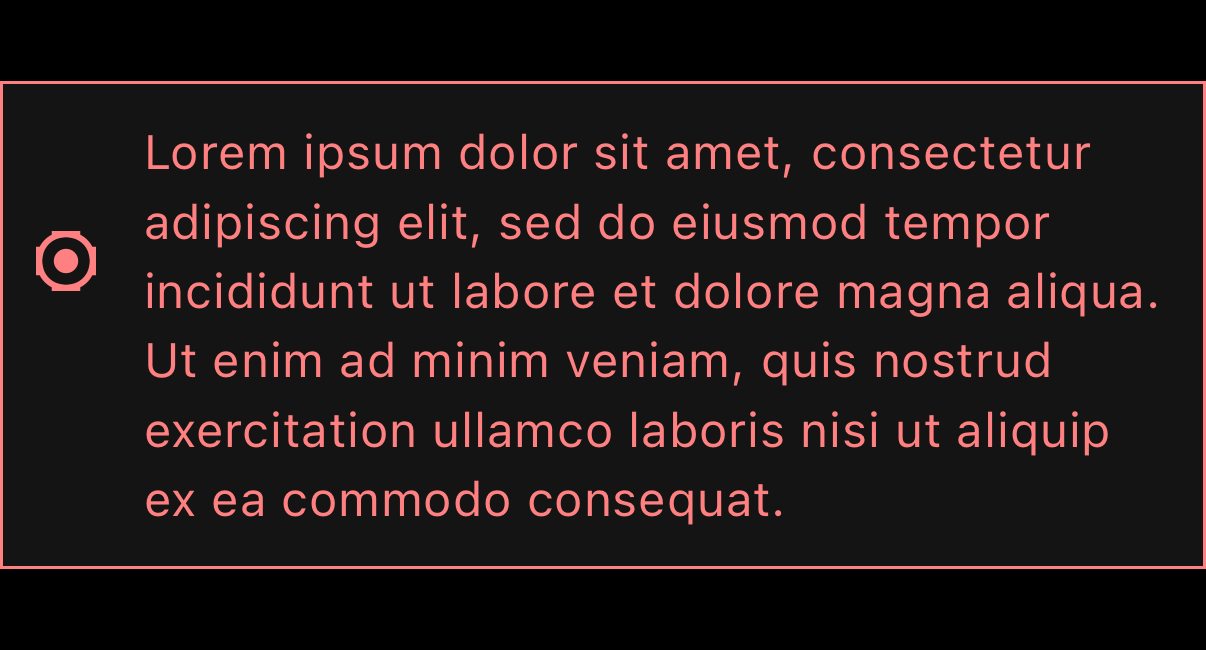 Lorem ipsum dolor sit amet, consectetur
adipiscing elit, sed do eiusmod tempor
incididunt ut labore et dolore magna aliqua.
Ut enim ad minim veniam, quis nostrud
exercitation ullamco laboris nisi ut aliquip
ex ea commodo consequat.